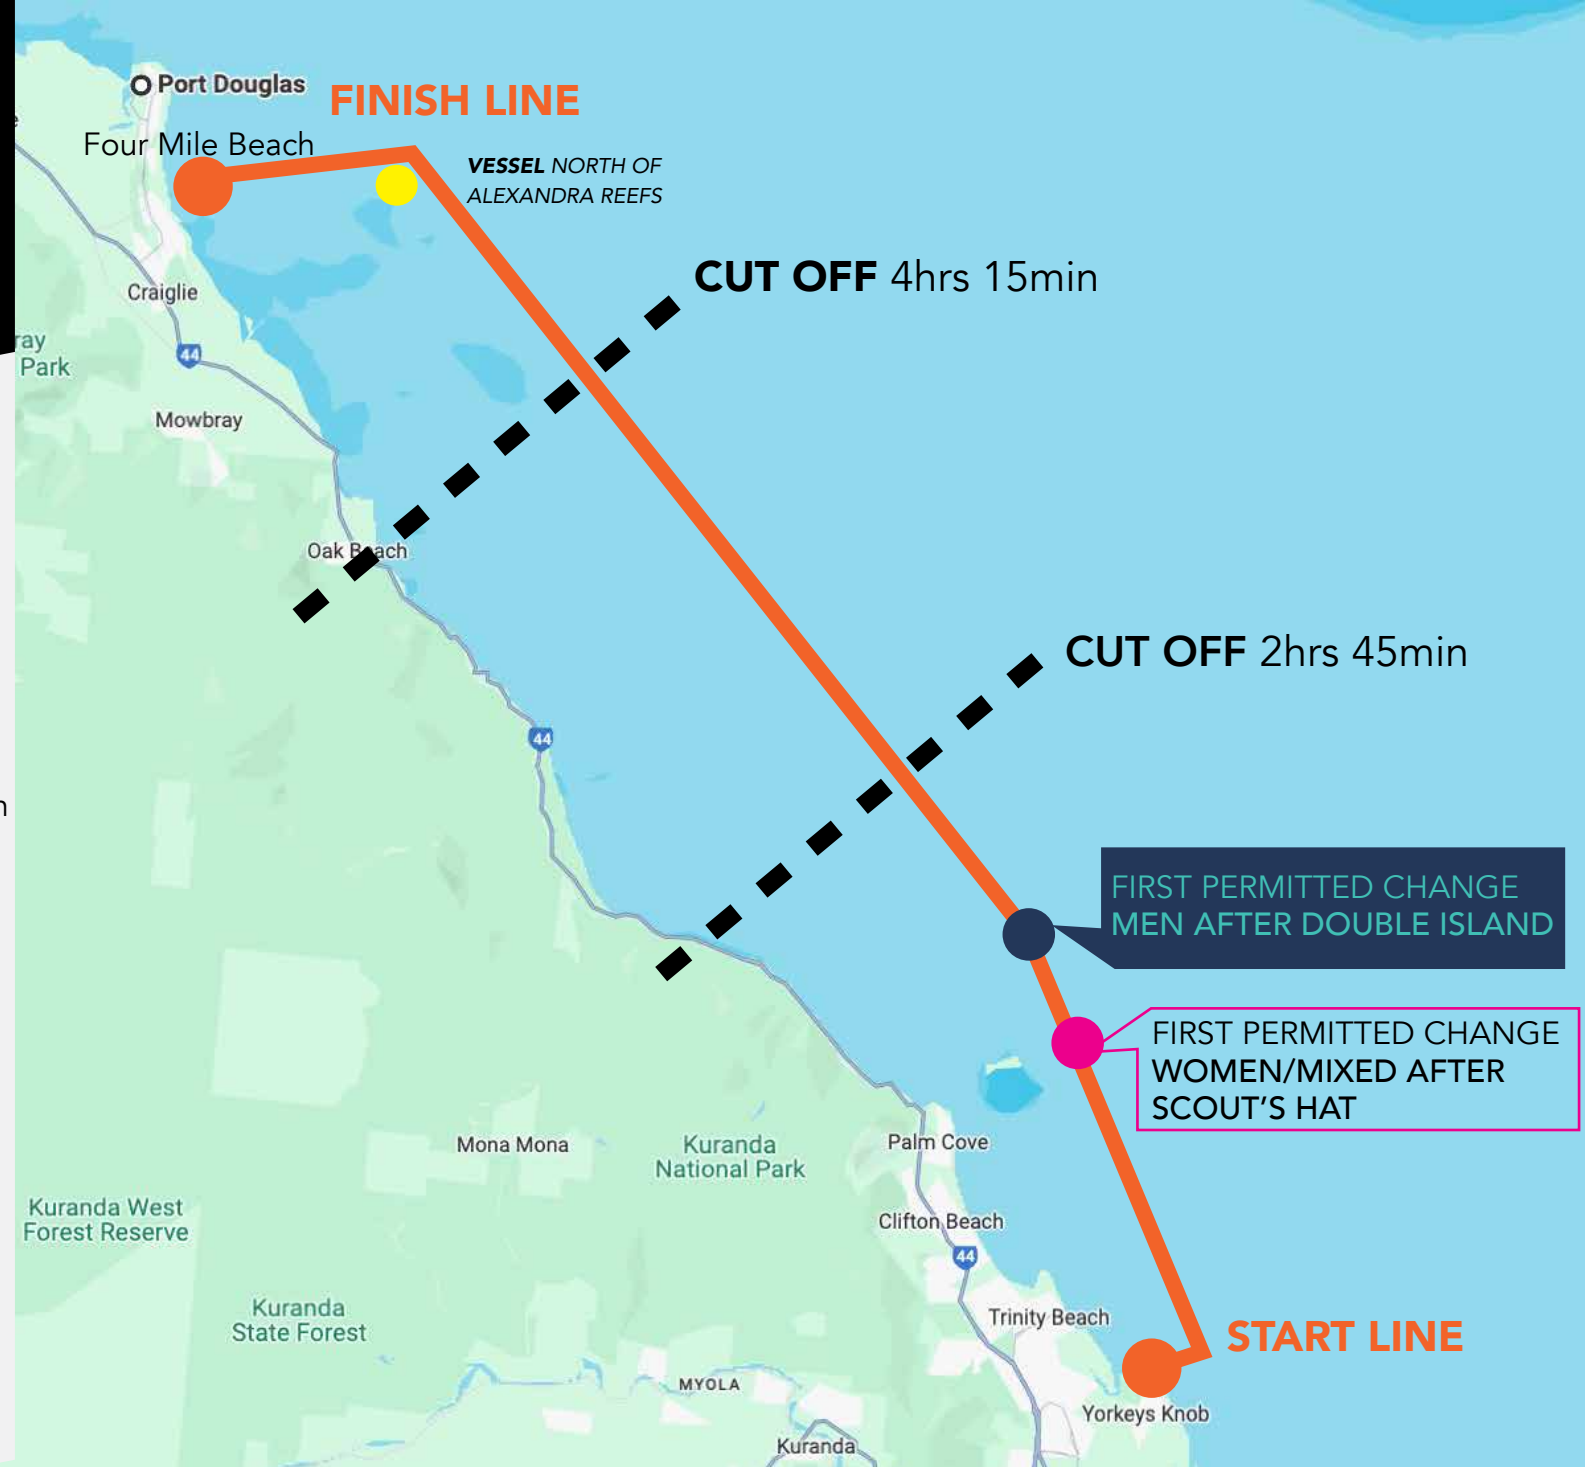 Port Douglas
FINISH LINE
Four Mile Beach
VESSEL NORTH OF
ALEXANDRA REEFS
CUT OFF 4hrs 15min
Craiglie
ray
Park
44
Mowbray
Oak Beach
CUT OFF 2hrs 45min
44
n
FIRST PERMITTED CHANGE
MEN AFTER DOUBLE ISLAND
FIRST PERMITTED CHANGE
WOMEN/MIXED AFTER
SCOUT'S HAT
Mona Mona
Kuranda
National Park
Palm Cove
Kuranda West
Forest Reserve
Clifton Beach
44
Kuranda
State Forest
Trinity Beach
START LINE
MYOLA
Yorkeys Knob
Kuranda